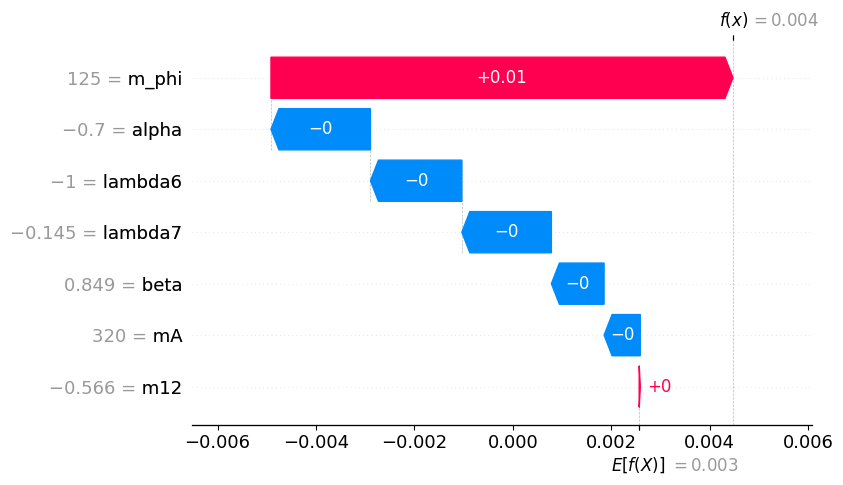 f(x) = 0.004
125 = m_phi
+0.01
−0.7 = alpha
−0
−1 = lambda6
−0
−0.145 = lambda7
−0
0.849 = beta
−0
320 = mA
−0
−0.566 = m12
+0
−0.006 −0.004 −0.002 0.000 0.002 0.004 0.006
E[f(X)] = 0.003